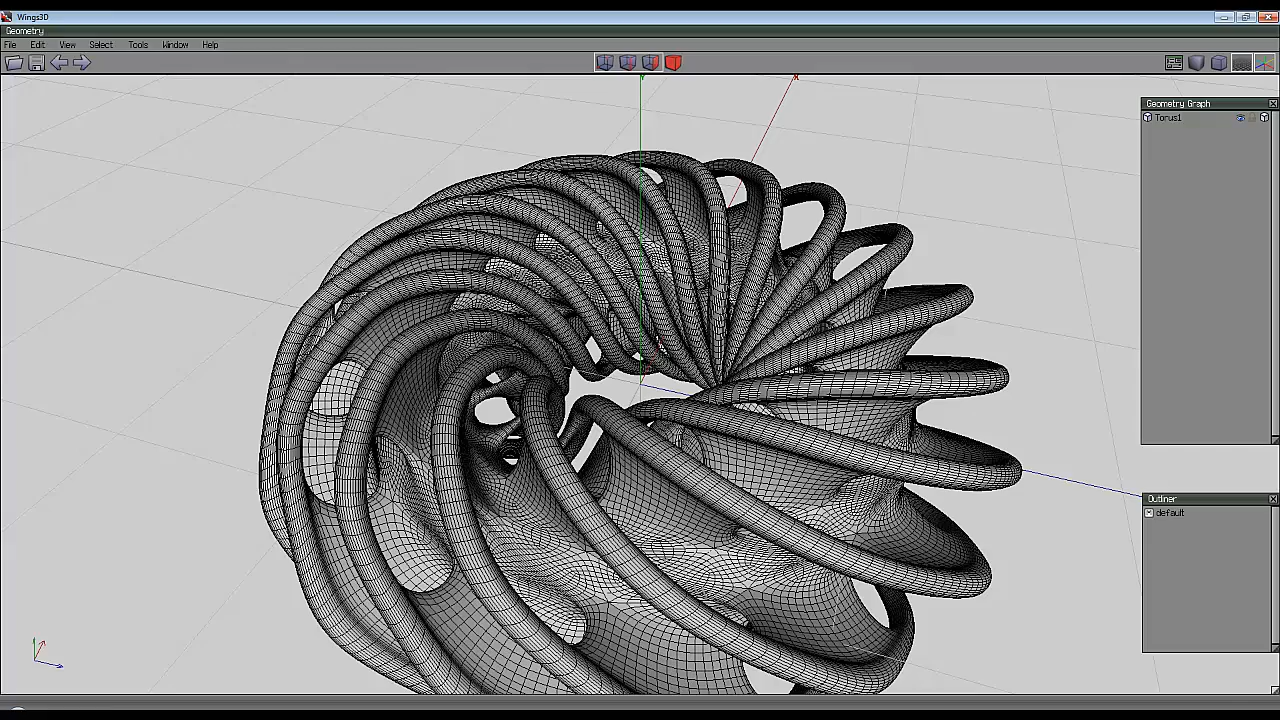 Wings3D
Geometry
File Edit View Select Tools Window Help
Y
X
Geometry Graph
Torus1
Outliner
default